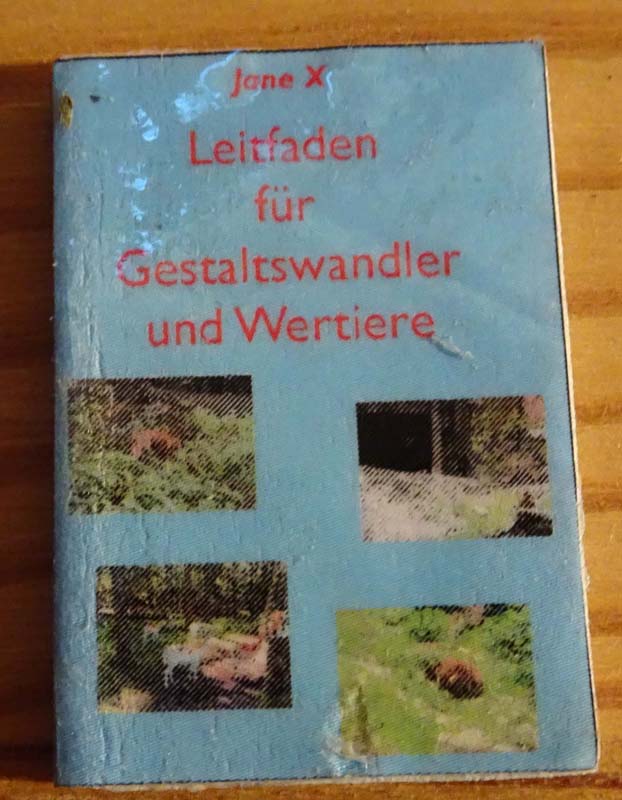 Jane X
Leitfaden
für
Gestaltswandler
und Wertiere